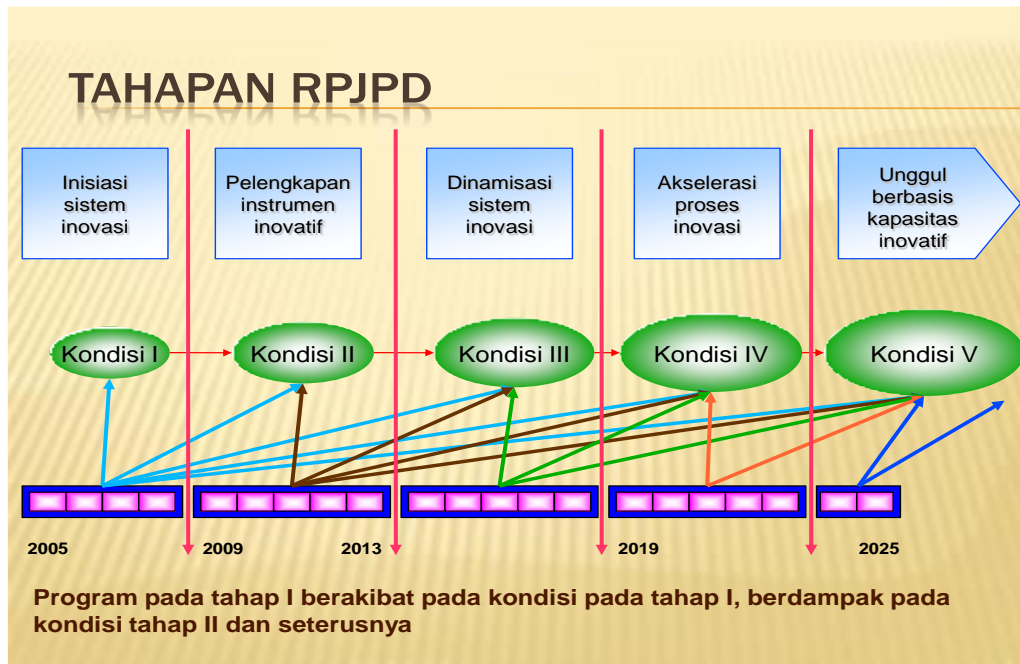 TAHAPAN RPJPD
Inisiasi
sistem
inovasi
Pelengkapan
instrumen
inovatif
Dinamisasi
sistem
inovasi
Akselerasi
proses
inovasi
Unggul
berbasis
kapasitas
inovatif
Kondisi I
Kondisi II
Kondisi III
Kondisi IV
Kondisi V
2005
2009
2013
2019
2025
Program pada tahap I berakibat pada kondisi pada tahap I, berdampak pada
kondisi tahap II dan seterusnya